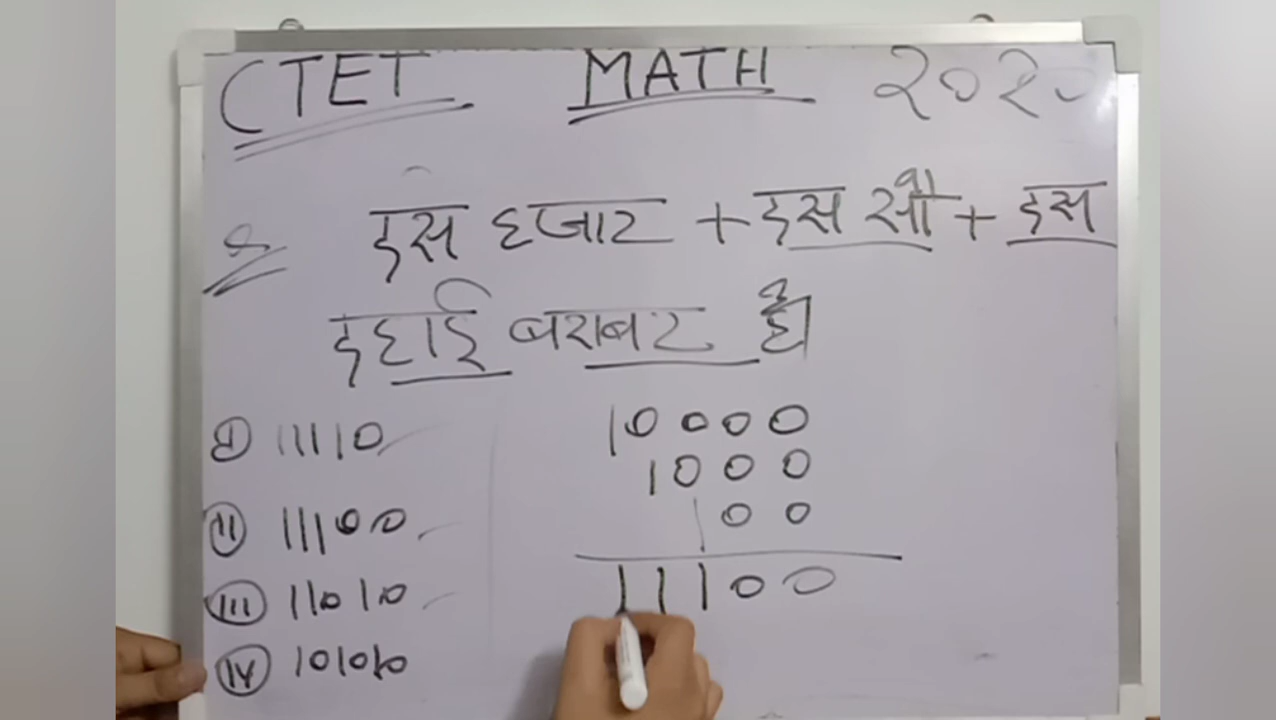 CTET MATH २०२०
Q दस हजार + दस सौ + दस
दहाई बराबर है।
(I) 11110
(II) 11100
(III) 11010
(IV) 101010
10000
1000
100
11100